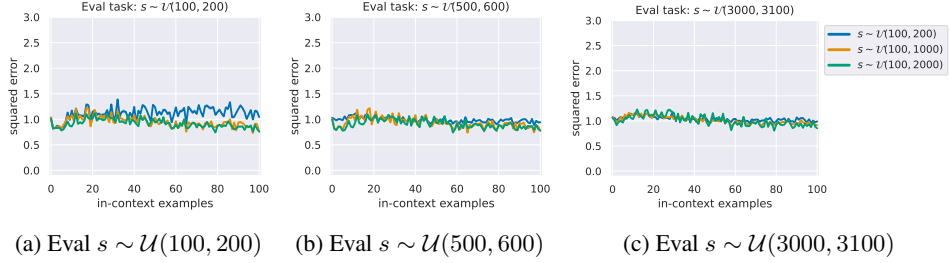 Eval task: s ~ 𝒰(100, 200)
3.0
2.5
2.0
1.5
1.0
0.5
0.0
squared error
0 20 40 60 80 100
in-context examples
(a) Eval s ~ 𝒰(100, 200)
Eval task: s ~ 𝒰(500, 600)
3.0
2.5
2.0
1.5
1.0
0.5
0.0
squared error
0 20 40 60 80 100
in-context examples
(b) Eval s ~ 𝒰(500, 600)
Eval task: s ~ 𝒰(3000, 3100)
3.0
2.5
2.0
1.5
1.0
0.5
0.0
squared error
0 20 40 60 80 100
in-context examples
s ~ 𝒰(100, 200)
s ~ 𝒰(100, 1000)
s ~ 𝒰(100, 2000)
(c) Eval s ~ 𝒰(3000, 3100)